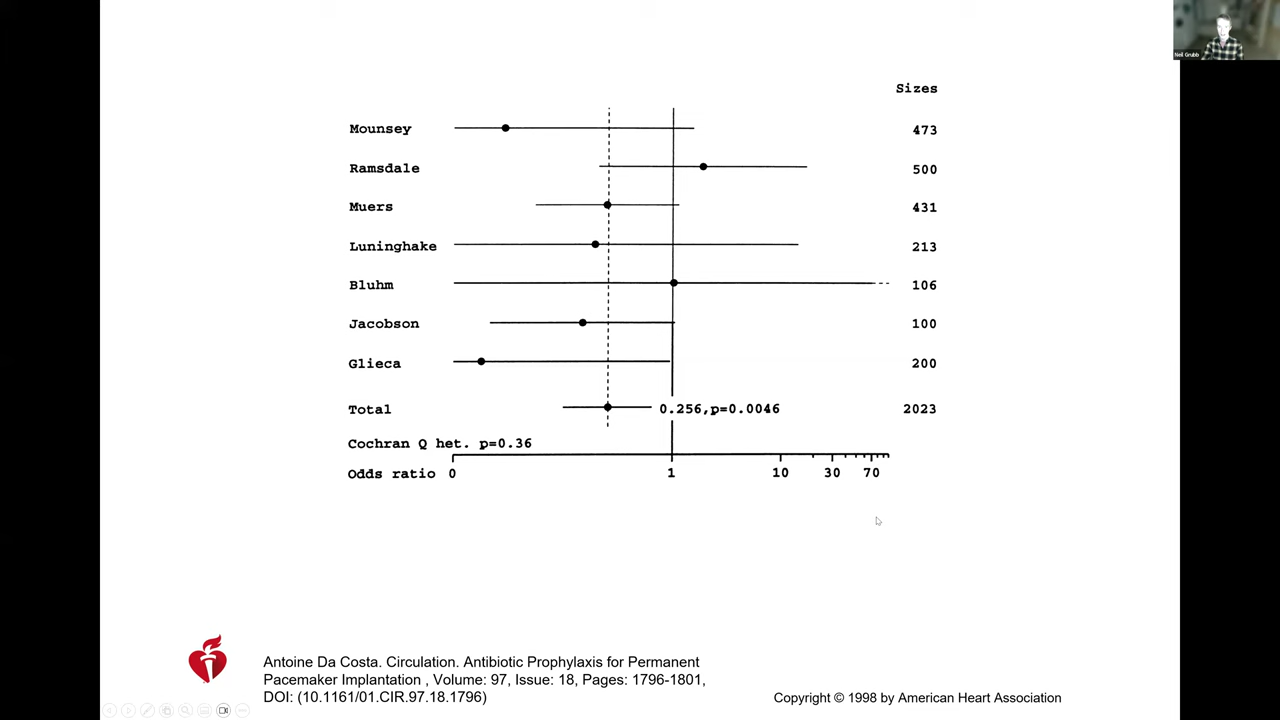 Neil Grubb
Sizes
Mounsey 473
Ramsdale 500
Muers 431
Luninghake 213
Bluhm 106
Jacobson 100
Glieca 200
Total 0.256,p=0.0046 2023
Cochran Q het. p=0.36
Odds ratio 0 1 10 30 70
Antoine Da Costa. Circulation. Antibiotic Prophylaxis for Permanent
Pacemaker Implantation , Volume: 97, Issue: 18, Pages: 1796-1801,
DOI: (10.1161/01.CIR.97.18.1796)
Copyright © 1998 by American Heart Association